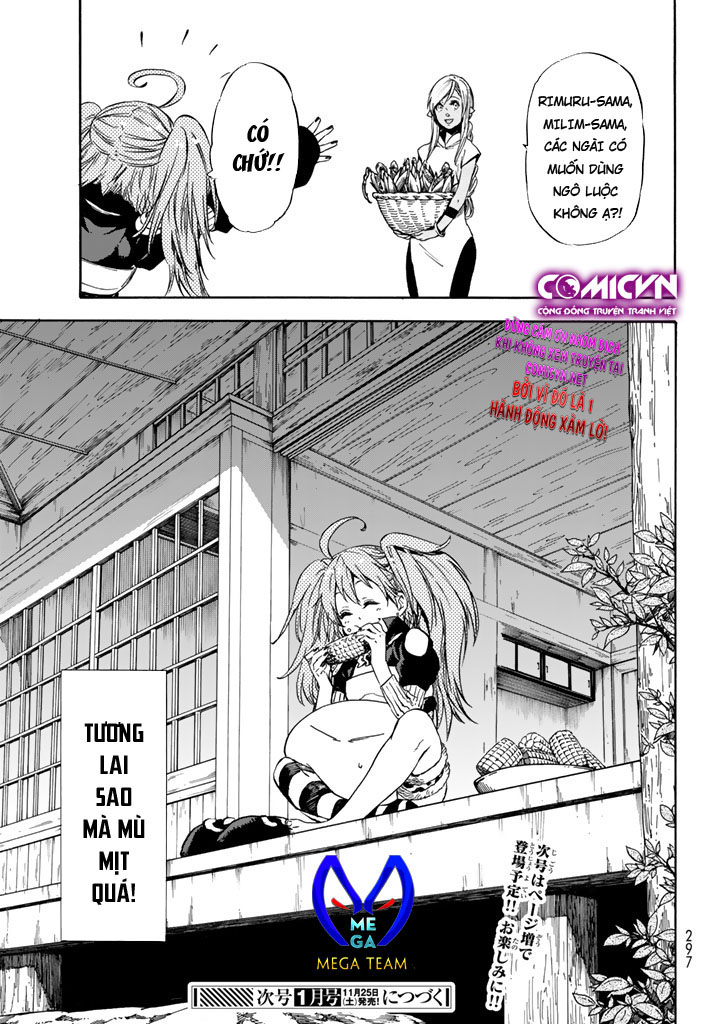 RIMURU-SAMA,
MILIM-SAMA,
CÁC NGÀI CÓ
MUỐN DÙNG
NGÔ LUỘC
KHÔNG Ạ?!
CÓ
CHỨ!!
COMICVN
CỘNG ĐỒNG TRUYỆN TRANH VIỆT
ĐỪNG CẢM ƠN NHÓM DỊCH
KHI KHÔNG XEM TRUYỆN TẠI
COMICVN.NET
BỞI VÌ ĐÓ LÀ 1
HÀNH ĐỘNG XÀM LỜI!
TƯƠNG
LAI
SAO
MÀ MÙ
MỊT
QUÁ!
次号はページ増で
登場予定!!お楽しみに!!
ME
GA
MEGA TEAM
次号1月号11月25日(土)発売!につづく
297